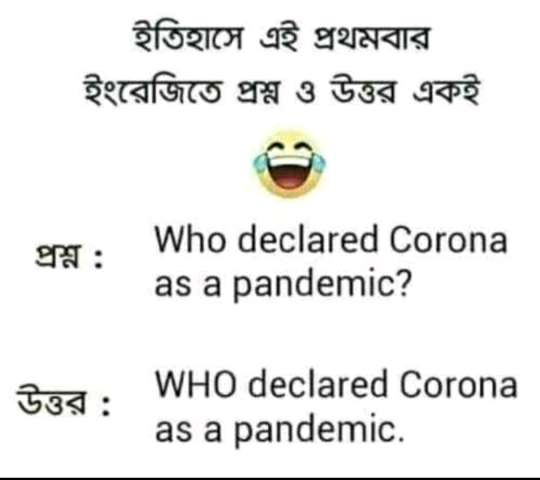 ইতিহাসে এই প্রথমবার
ইংরেজিতে প্রশ্ন ও উত্তর একই
প্রশ্ন : Who declared Corona
as a pandemic?
উত্তর : WHO declared Corona
as a pandemic.